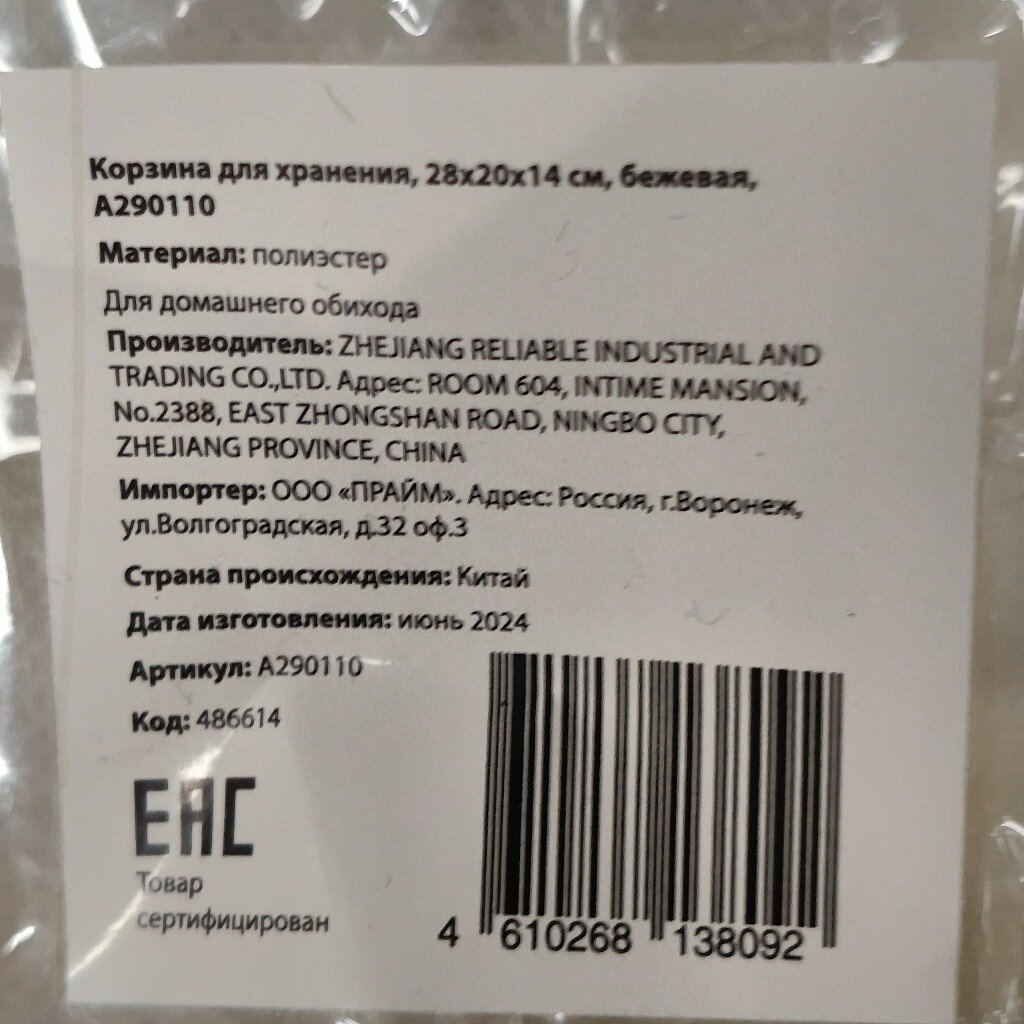 Корзина для хранения, 28х20х14 см, бежевая,
А290110
Материал: полиэстер
Для домашнего обихода
Производитель: ZHEJIANG RELIABLE INDUSTRIAL AND
TRADING CO.,LTD. Адрес: ROOM 604, INTIME MANSION,
No.2388, EAST ZHONGSHAN ROAD, NINGBO CITY,
ZHEJIANG PROVINCE, CHINA
Импортер: ООО «ПРАЙМ». Адрес: Россия, г.Воронеж,
ул.Волгоградская, д.32 оф.3
Страна происхождения: Китай
Дата изготовления: июнь 2024
Артикул: А290110
Код: 486614
ЕАС
Товар
сертифицирован
4 610268 138092